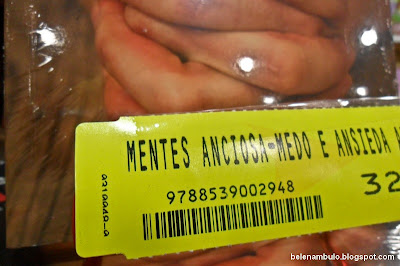 MENTES ANCIOSA-MEDO E ANSIEDA A
9788539002948
32
belenambulo.blogspot.com